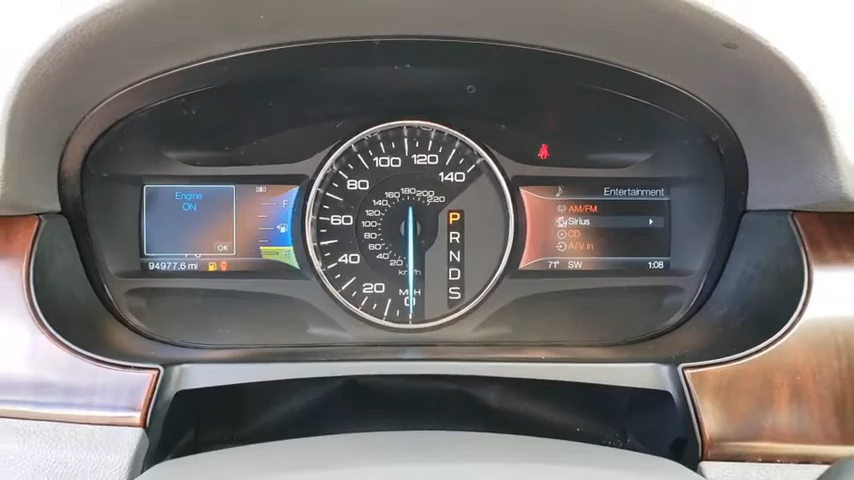 Engine
ON
OK
F
E
94977.6 mi
0
20
40
60
80
100
120
140
20
40
60
80
100
120
140
160
180
200
220
km/h
MPH
P
R
N
D
S
Entertainment
AM/FM
Sirius
CD
A/V In
71° SW 1:08